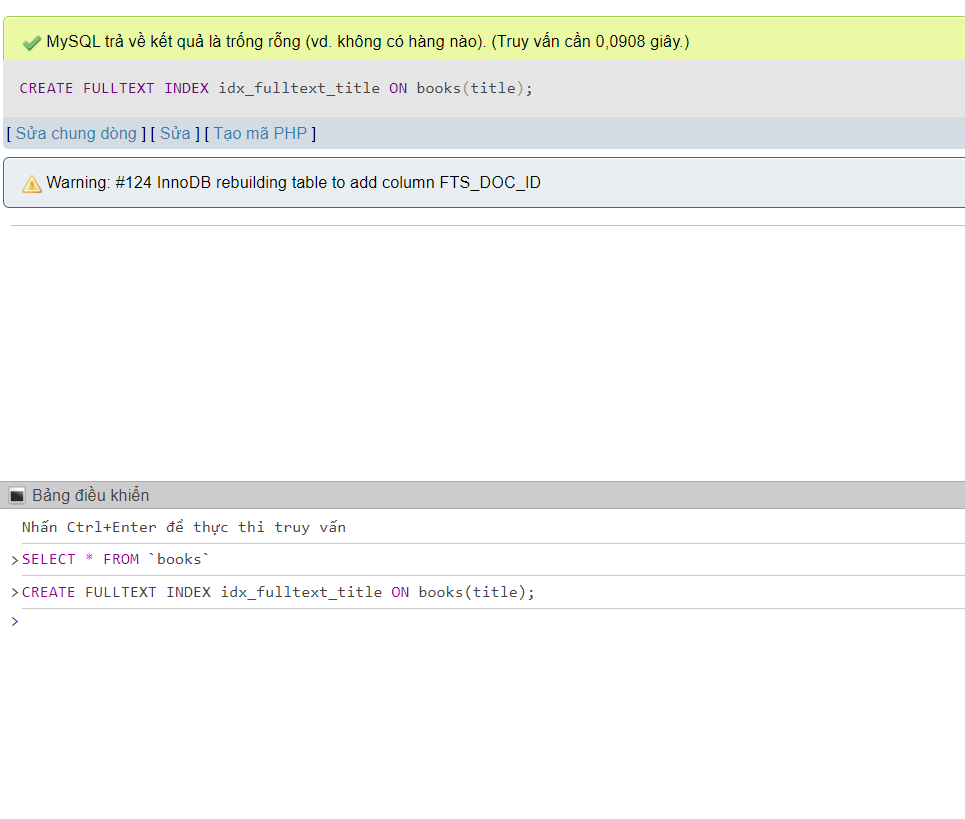 MySQL trả về kết quả là trống rỗng (vd. không có hàng nào). (Truy vấn cần 0,0908 giây.)
CREATE FULLTEXT INDEX idx_fulltext_title ON books(title);
[ Sửa chung dòng ] [ Sửa ] [ Tạo mã PHP ]
Warning: #124 InnoDB rebuilding table to add column FTS_DOC_ID
Bảng điều khiển
Nhấn Ctrl+Enter để thực thi truy vấn
>SELECT * FROM `books`
>CREATE FULLTEXT INDEX idx_fulltext_title ON books(title);
>